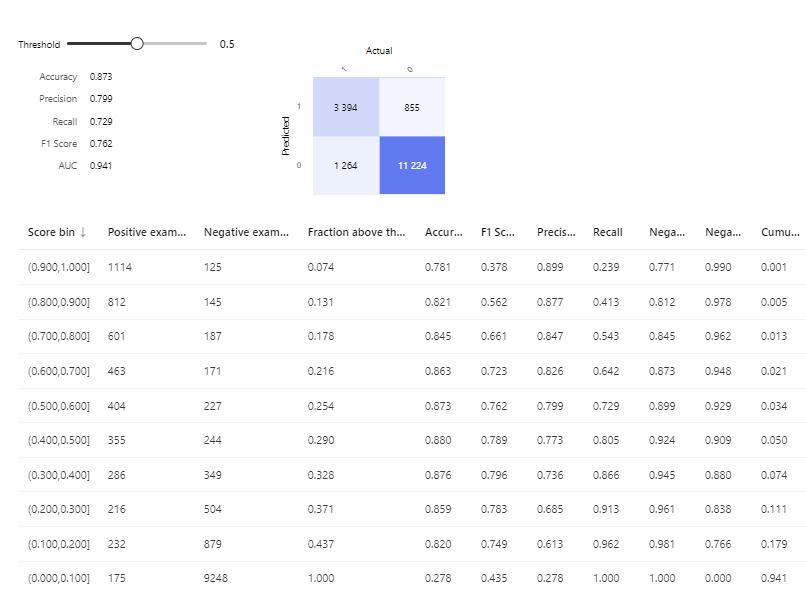 Threshold 0.5
Accuracy 0.873
Precision 0.799
Recall 0.729
F1 Score 0.762
AUC 0.941
Actual
1 0
Predicted
1 3 394 855
0 1 264 11 224
Score bin ↓ Positive exam... Negative exam... Fraction above th... Accur... F1 Sc... Precis... Recall Nega... Nega... Cumu...
(0.900,1.000] 1114 125 0.074 0.781 0.378 0.899 0.239 0.771 0.990 0.001
(0.800,0.900] 812 145 0.131 0.821 0.562 0.877 0.413 0.812 0.978 0.005
(0.700,0.800] 601 187 0.178 0.845 0.661 0.847 0.543 0.845 0.962 0.013
(0.600,0.700] 463 171 0.216 0.863 0.723 0.826 0.642 0.873 0.948 0.021
(0.500,0.600] 404 227 0.254 0.873 0.762 0.799 0.729 0.899 0.929 0.034
(0.400,0.500] 355 244 0.290 0.880 0.789 0.773 0.805 0.924 0.909 0.050
(0.300,0.400] 286 349 0.328 0.876 0.796 0.736 0.866 0.945 0.880 0.074
(0.200,0.300] 216 504 0.371 0.859 0.783 0.685 0.913 0.961 0.838 0.111
(0.100,0.200] 232 879 0.437 0.820 0.749 0.613 0.962 0.981 0.766 0.179
(0.000,0.100] 175 9248 1.000 0.278 0.435 0.278 1.000 1.000 0.000 0.941